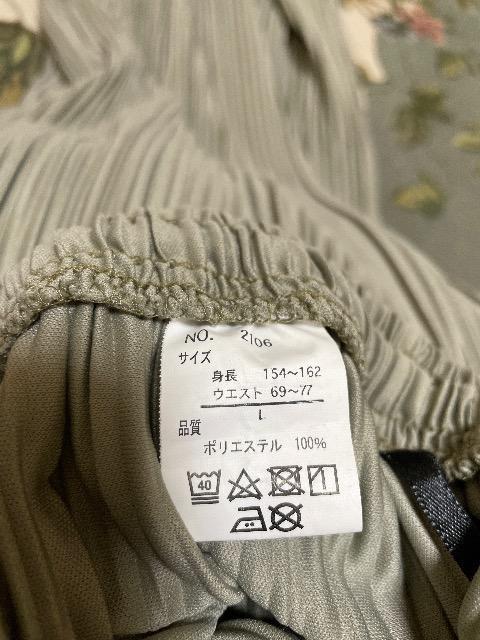 NO. 2106
サイズ
身長 154~162
ウエスト 69~77
L
品質
ポリエステル 100%
40